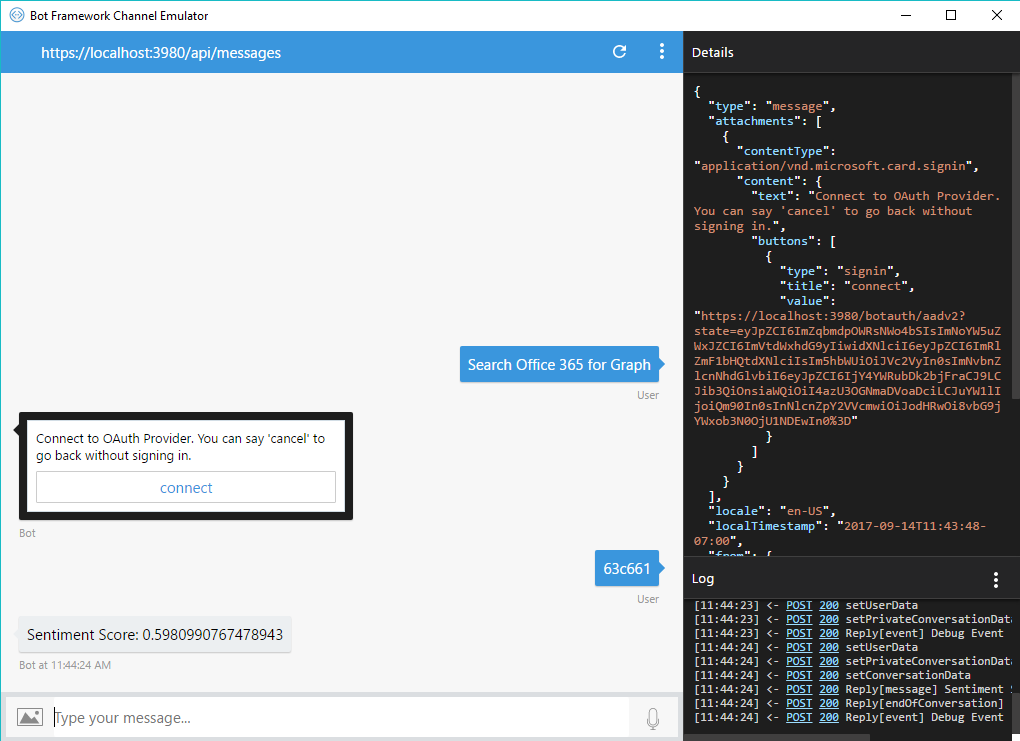 Bot Framework Channel Emulator
https://localhost:3980/api/messages
Search Office 365 for Graph
User
Connect to OAuth Provider. You can say 'cancel' to
go back without signing in.
connect
Bot
63c661
User
Sentiment Score: 0.5980990767478943
Bot at 11:44:24 AM
Type your message...
Details
{
"type": "message",
"attachments": [
{
"contentType":
"application/vnd.microsoft.card.signin",
"content": {
"text": "Connect to OAuth Provider.
You can say 'cancel' to go back without
signing in.",
"buttons": [
{
"type": "signin",
"title": "connect",
"value":
"https://localhost:3980/botauth/aadv2?
state=eyJpZCI6ImZqbmdpOWRsNWo4bSIsImNoYW5uZ
WxJZCI6ImVtdWxhdG9yIiwidXNlciI6eyJpZCI6ImRl
ZmF1bHQtdXNlciIsIm5hbWUiOiJVc2VyIn0sImNvbnZ
lcnNhdGlvbiI6eyJpZCI6IjY4YWRubDk2bjFraCJ9LC
Jib3QiOnsiaWQiOiI4azU3OGNmaDVoaDciLCJuYW1lI
joiQm90In0sInNlcnZpY2VVcmwiOiJodHRwOi8vbG9j
YWxob3N0OjU1NDEwIn0%3D"
}
]
}
}
],
"locale": "en-US",
"localTimestamp": "2017-09-14T11:43:48-
07:00",
"from": {
Log
[11:44:23] <- POST 200 setUserData
[11:44:23] <- POST 200 setPrivateConversationData
[11:44:23] <- POST 200 Reply[event] Debug Event
[11:44:24] <- POST 200 setUserData
[11:44:24] <- POST 200 setPrivateConversationData
[11:44:24] <- POST 200 setConversationData
[11:44:24] <- POST 200 Reply[message] Sentiment S
[11:44:24] <- POST 200 Reply[endOfConversation]
[11:44:24] <- POST 200 Reply[event] Debug Event